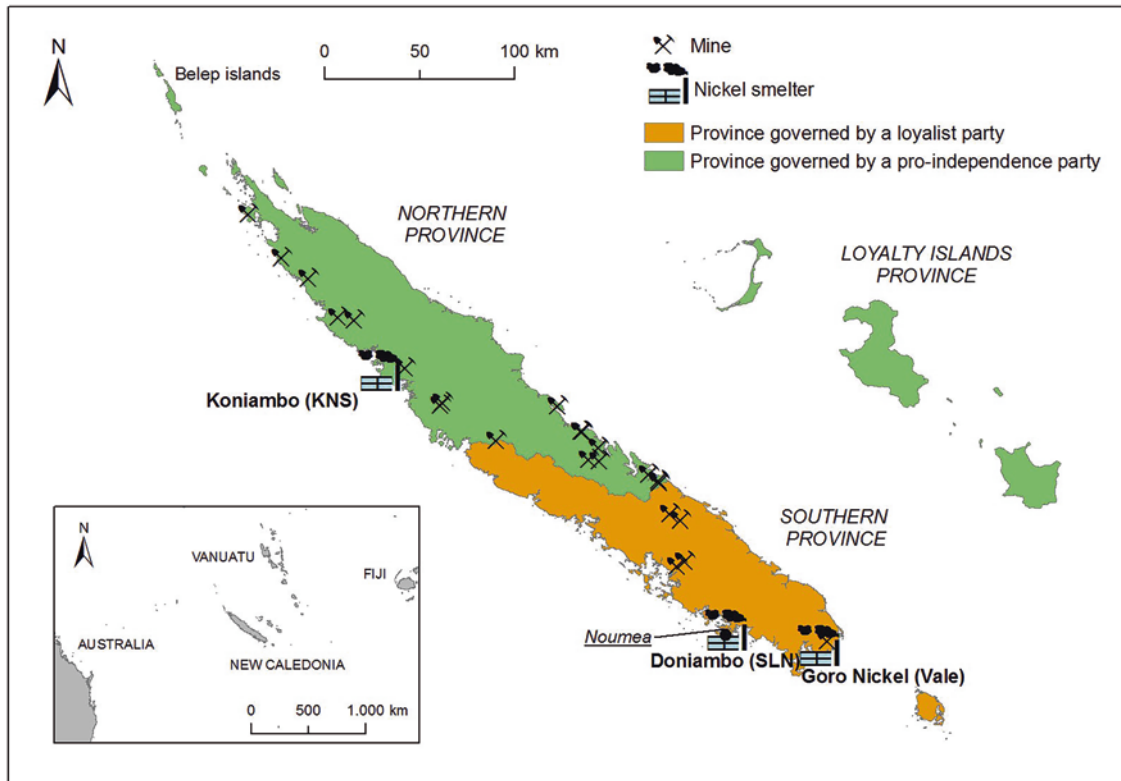 N
0 50 100 km
Belep islands
Mine
Nickel smelter
Province governed by a loyalist party
Province governed by a pro-independence party
NORTHERN
PROVINCE
LOYALTY ISLANDS
PROVINCE
Koniambo (KNS)
SOUTHERN
PROVINCE
Noumea
Doniambo (SLN)
Goro Nickel (Vale)
N
VANUATU
FIJI
AUSTRALIA
NEW CALEDONIA
0 500 1.000 km